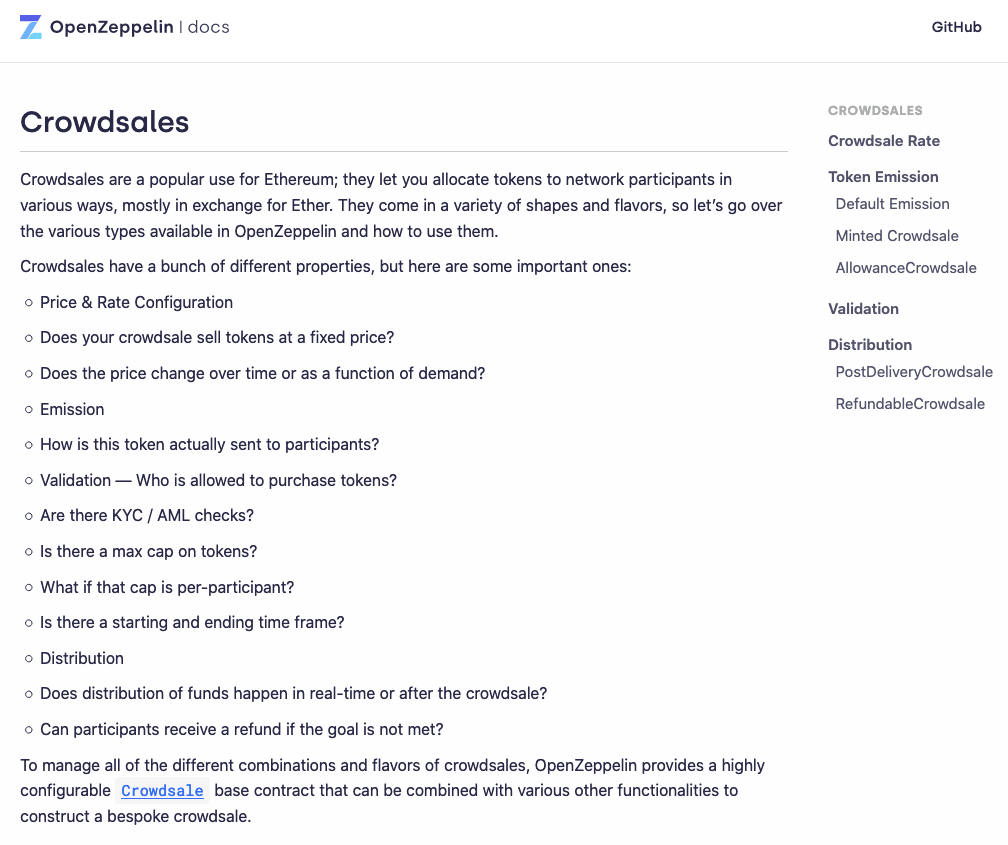 OpenZeppelin | docs
GitHub
Crowdsales
Crowdsales are a popular use for Ethereum; they let you allocate tokens to network participants in
various ways, mostly in exchange for Ether. They come in a variety of shapes and flavors, so let’s go over
the various types available in OpenZeppelin and how to use them.
Crowdsales have a bunch of different properties, but here are some important ones:
Price & Rate Configuration
Does your crowdsale sell tokens at a fixed price?
Does the price change over time or as a function of demand?
Emission
How is this token actually sent to participants?
Validation — Who is allowed to purchase tokens?
Are there KYC / AML checks?
Is there a max cap on tokens?
What if that cap is per-participant?
Is there a starting and ending time frame?
Distribution
Does distribution of funds happen in real-time or after the crowdsale?
Can participants receive a refund if the goal is not met?
To manage all of the different combinations and flavors of crowdsales, OpenZeppelin provides a highly
configurable Crowdsale base contract that can be combined with various other functionalities to
construct a bespoke crowdsale.
CROWDSALES
Crowdsale Rate
Token Emission
Default Emission
Minted Crowdsale
AllowanceCrowdsale
Validation
Distribution
PostDeliveryCrowdsale
RefundableCrowdsale